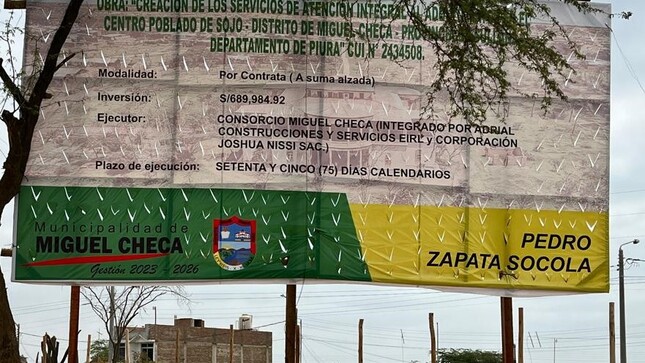 OBRA: "CREACIÓN DE LOS SERVICIOS DE ATENCIÓN INTEGRAL
CENTRO POBLADO DE SOJO - DISTRITO DE MIGUEL CHECA -
DEPARTAMENTO DE PIURA" CUI N° 2434508.
Modalidad: Por Contrata ( A suma alzada)
Inversión: S/689,984.92
Ejecutor: CONSORCIO MIGUEL CHECA (INTEGRADO POR ADRIAL
CONSTRUCCIONES Y SERVICIOS EIRL y CORPORACIÓN
JOSHUA NISSI SAC.)
Plazo de ejecución: SETENTA Y CINCO (75) DÍAS CALENDARIOS
Municipalidad de
MIGUEL CHECA
Gestión 2023 - 2026
PEDRO
ZAPATA SOCOLA